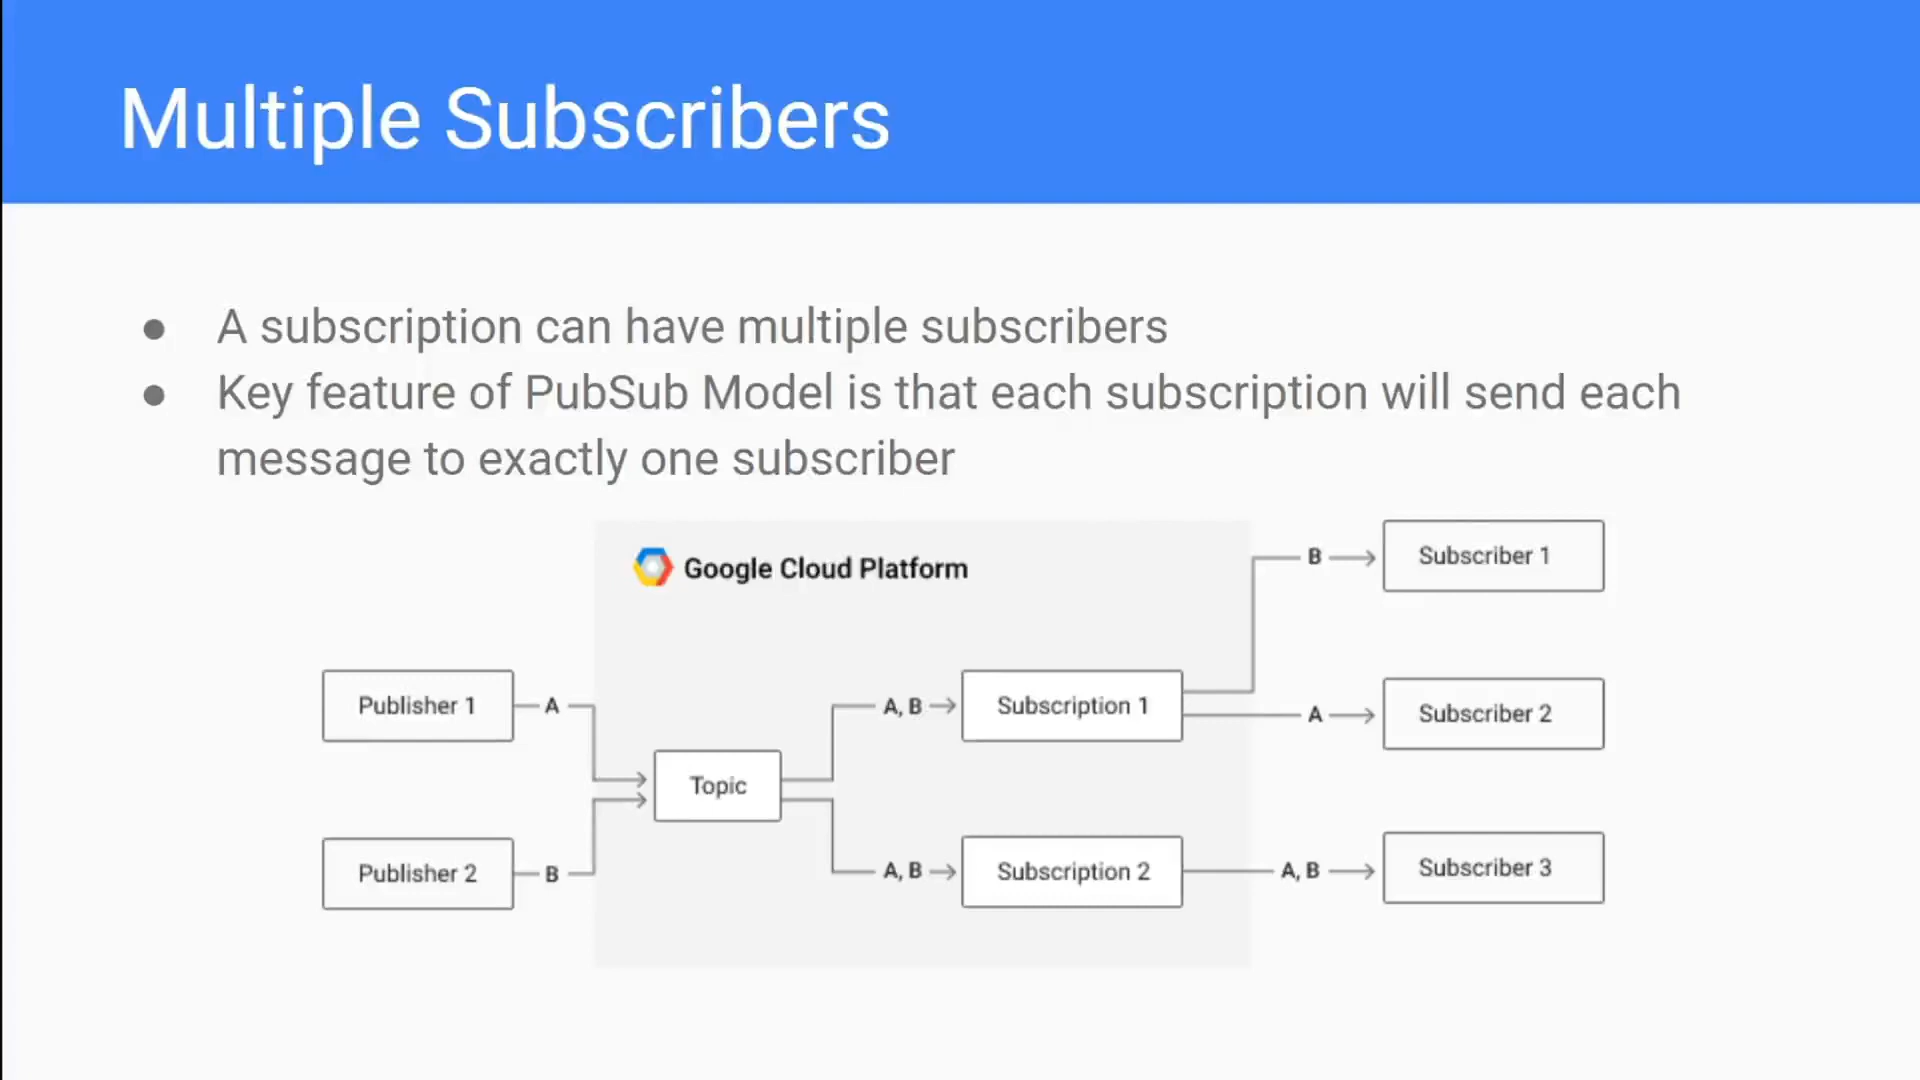 Multiple Subscribers
● A subscription can have multiple subscribers
● Key feature of PubSub Model is that each subscription will send each
message to exactly one subscriber
Google Cloud Platform
B
Subscriber 1
Publisher 1
A
A, B
Subscription 1
A
Subscriber 2
Topic
Publisher 2
B
A, B
Subscription 2
A, B
Subscriber 3